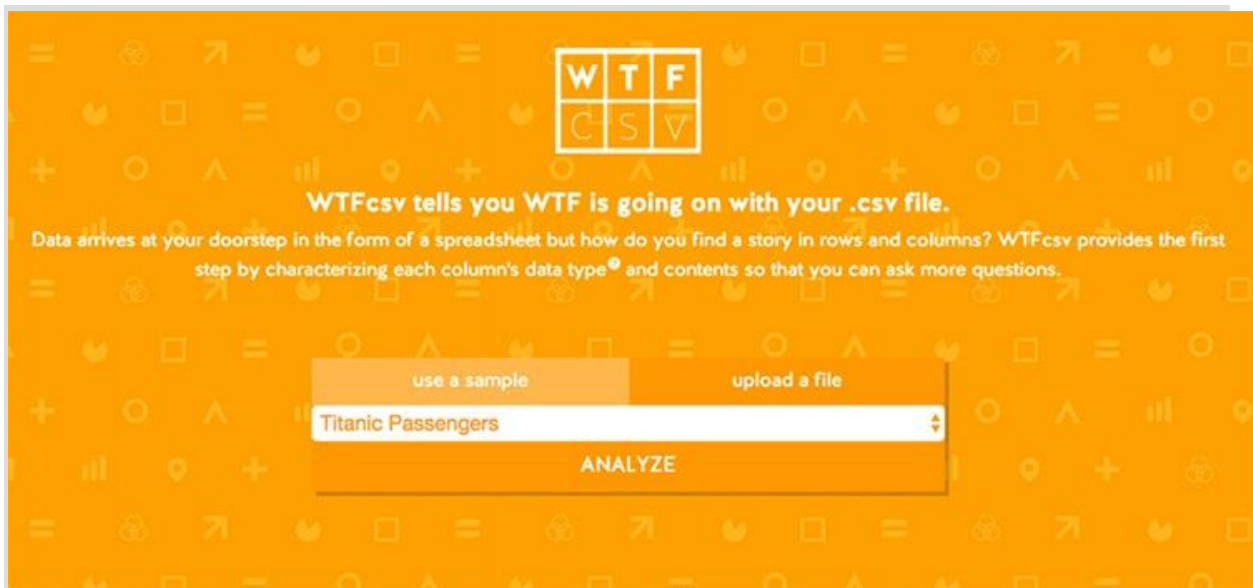 WTF
CSV
WTFcsv tells you WTF is going on with your .csv file.
Data arrives at your doorstep in the form of a spreadsheet but how do you find a story in rows and columns? WTFcsv provides the first
step by characterizing each column's data type? and contents so that you can ask more questions.
use a sample
upload a file
Titanic Passengers
ANALYZE